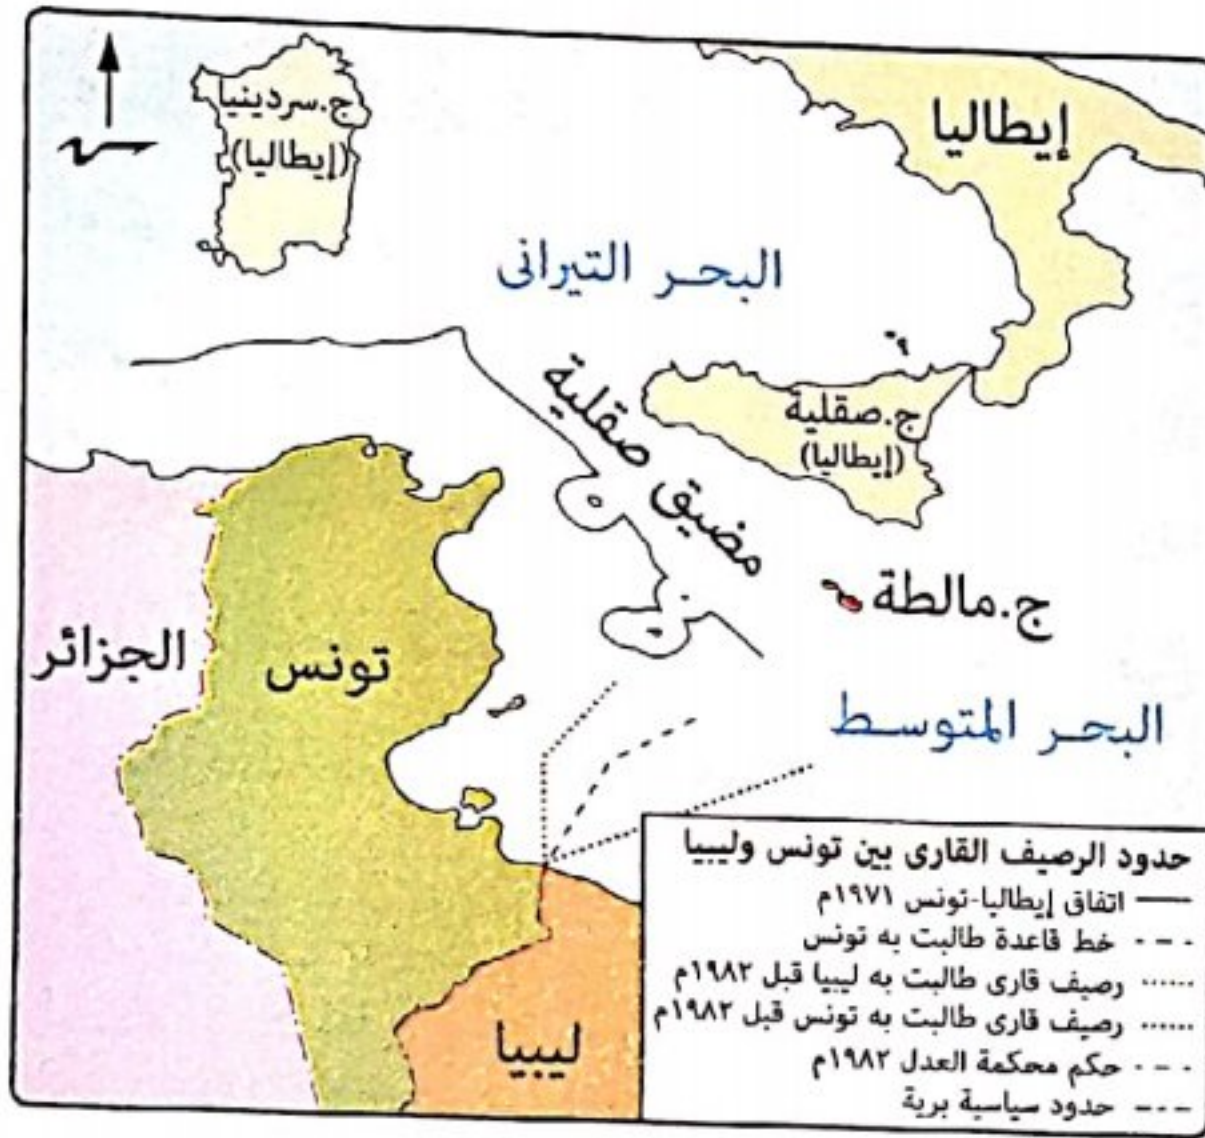 ج.سردينيا
(إيطاليا)
إيطاليا
البحر التيرانى
مضيق صقلية
ج.صقلية
(إيطاليا)
ج.مالطة
الجزائر
تونس
البحر المتوسط
ليبيا
حدود الرصيف القارى بين تونس وليبيا
اتفاق إيطاليا-تونس ١٩٧١م
خط قاعدة طالبت به تونس
رصيف قارى طالبت به ليبيا قبل ١٩٨٢م
رصيف قارى طالبت به تونس قبل ١٩٨٢م
حكم محكمة العدل ١٩٨٢م
حدود سياسية برية